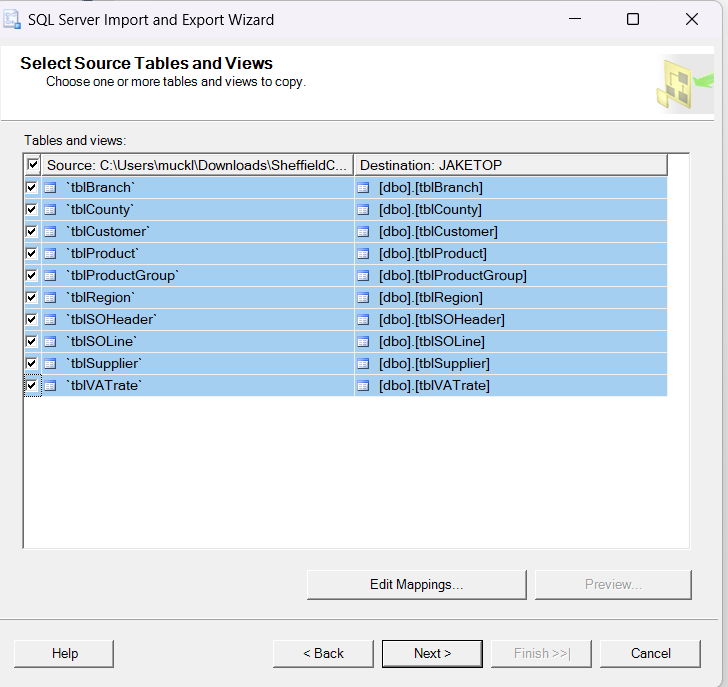 SQL Server Import and Export Wizard
Select Source Tables and Views
Choose one or more tables and views to copy.
Tables and views:
Source: C:\Users\muckl\Downloads\SheffieldC... Destination: JAKETOP
`tblBranch` [dbo].[tblBranch]
`tblCounty` [dbo].[tblCounty]
`tblCustomer` [dbo].[tblCustomer]
`tblProduct` [dbo].[tblProduct]
`tblProductGroup` [dbo].[tblProductGroup]
`tblRegion` [dbo].[tblRegion]
`tblSOHeader` [dbo].[tblSOHeader]
`tblSOLine` [dbo].[tblSOLine]
`tblSupplier` [dbo].[tblSupplier]
`tblVATrate` [dbo].[tblVATrate]
Edit Mappings... Preview...
Help < Back Next > Finish >>| Cancel